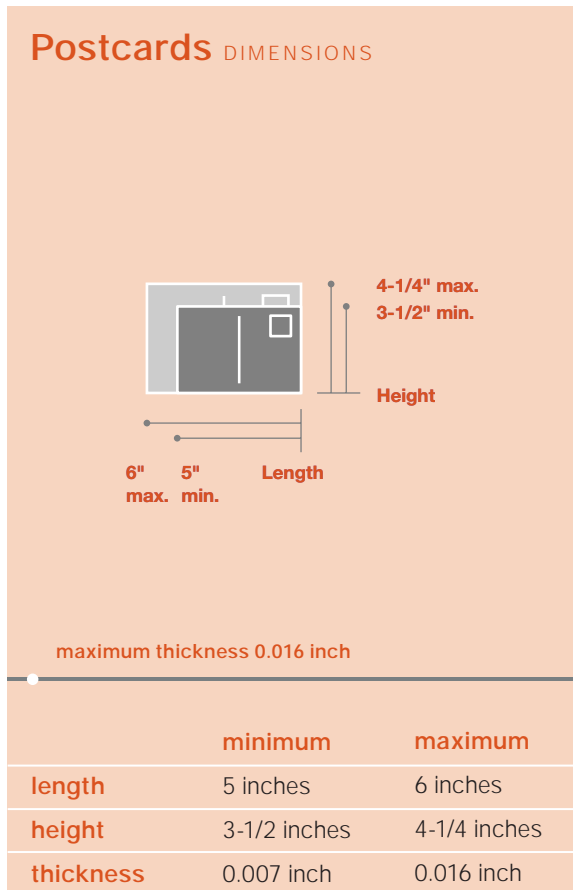 Postcards DIMENSIONS
4-1/4" max.
3-1/2" min.
Height
6" 5" Length
max. min.
maximum thickness 0.016 inch
minimum maximum
length 5 inches 6 inches
height 3-1/2 inches 4-1/4 inches
thickness 0.007 inch 0.016 inch